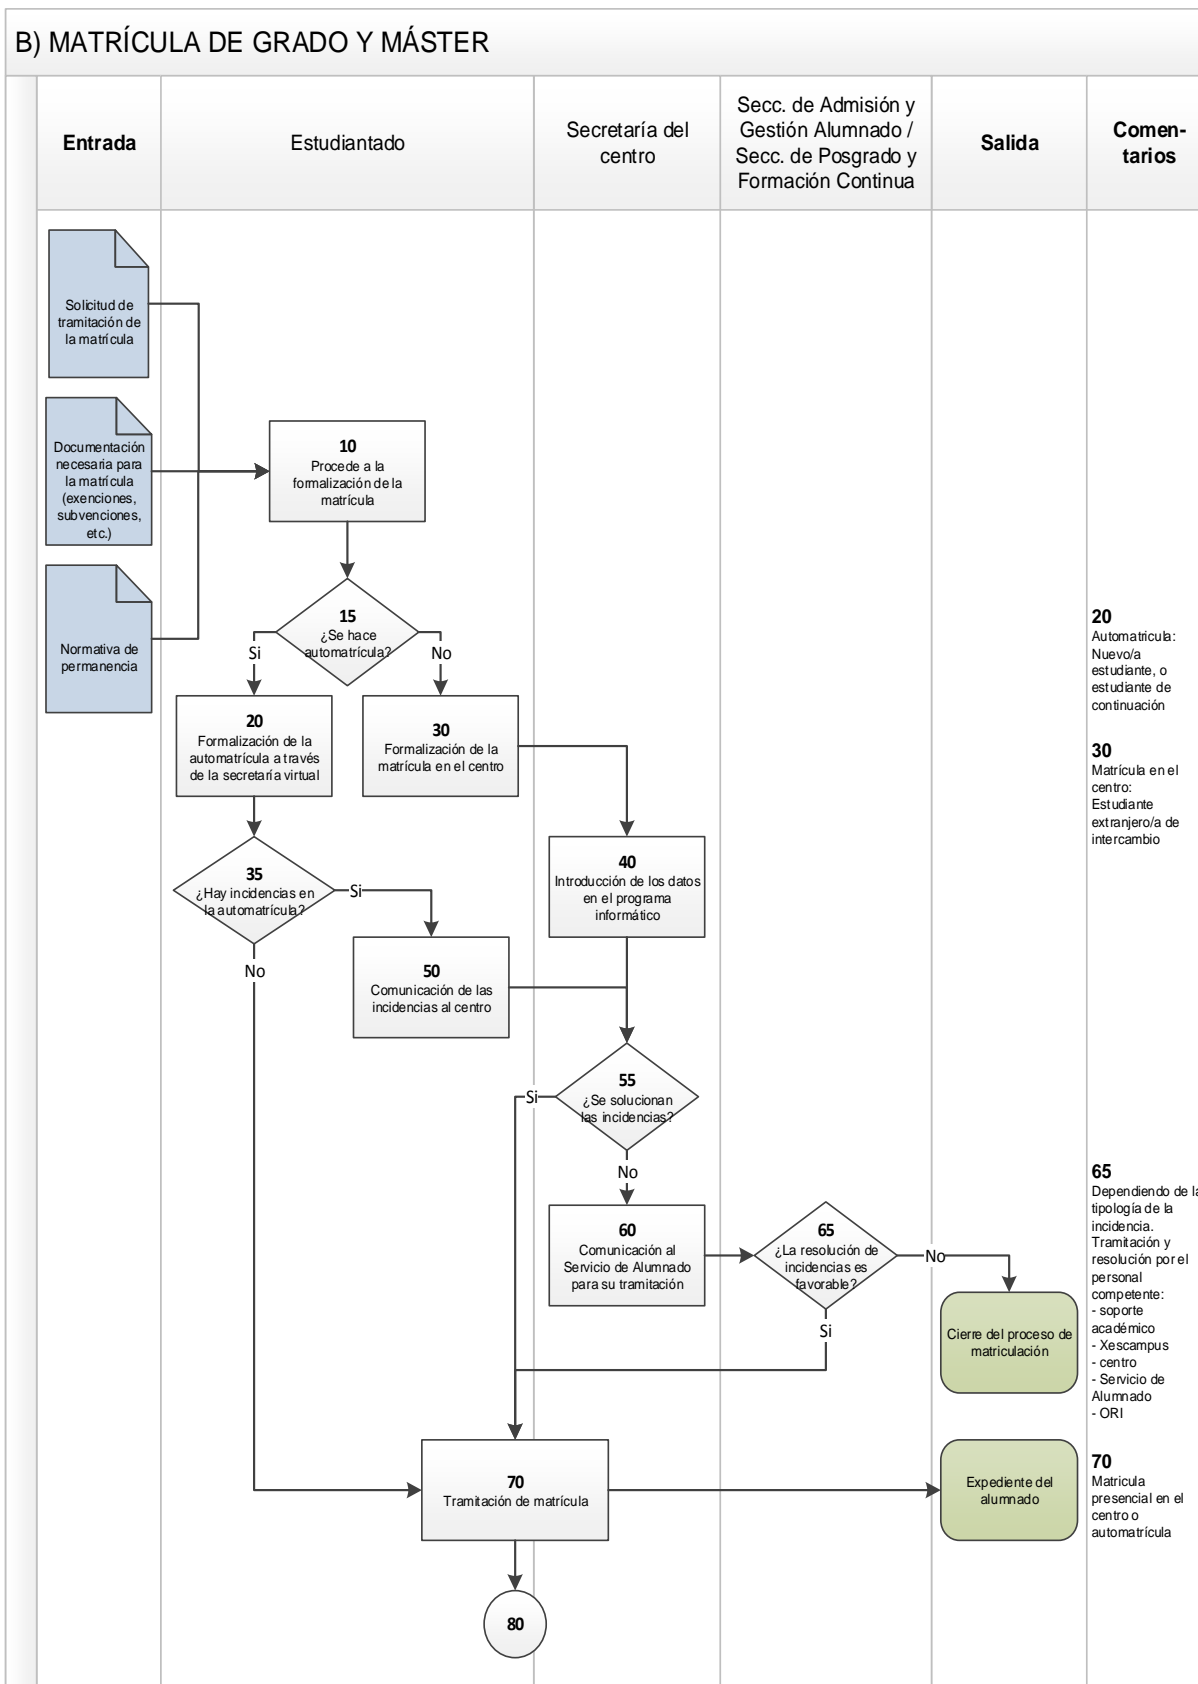 B) MATRÍCULA DE GRADO Y MÁSTER
Entrada
Estudiantado
Secretaría del
centro
Secc. de Admisión y
Gestión Alumnado /
Secc. de Posgrado y
Formación Continua
Salida
Comen-
tarios
Solicitud de
tramitación de
la matrícula
Documentación
necesaria para
la matrícula
(exenciones,
subvenciones,
etc.)
Normativa de
permanencia
10
Procede a la
formalización de la
matrícula
15
¿Se hace
automatrícula?
Si
No
20
Formalización de la
automatrícula a través
de la secretaría virtual
30
Formalización de la
matrícula en el centro
35
¿Hay incidencias en
la automatrícula?
Si
No
40
Introducción de los datos
en el programa
informático
50
Comunicación de las
incidencias al centro
55
¿Se solucionan
las incidencias?
Si
No
60
Comunicación al
Servicio de Alumnado
para su tramitación
65
¿La resolución de
incidencias es
favorable?
No
Si
Cierre del proceso de
matriculación
70
Tramitación de matrícula
Expediente del
alumnado
80
20
Automatricula:
Nuevo/a
estudiante, o
estudiante de
continuación
30
Matrícula en el
centro:
Estudiante
extranjero/a de
intercambio
65
Dependiendo de la
tipología de la
incidencia.
Tramitación y
resolución por el
personal
competente:
- soporte
académico
- Xescampus
- centro
- Servicio de
Alumnado
- ORI
70
Matricula
presencial en el
centro o
automatrícula